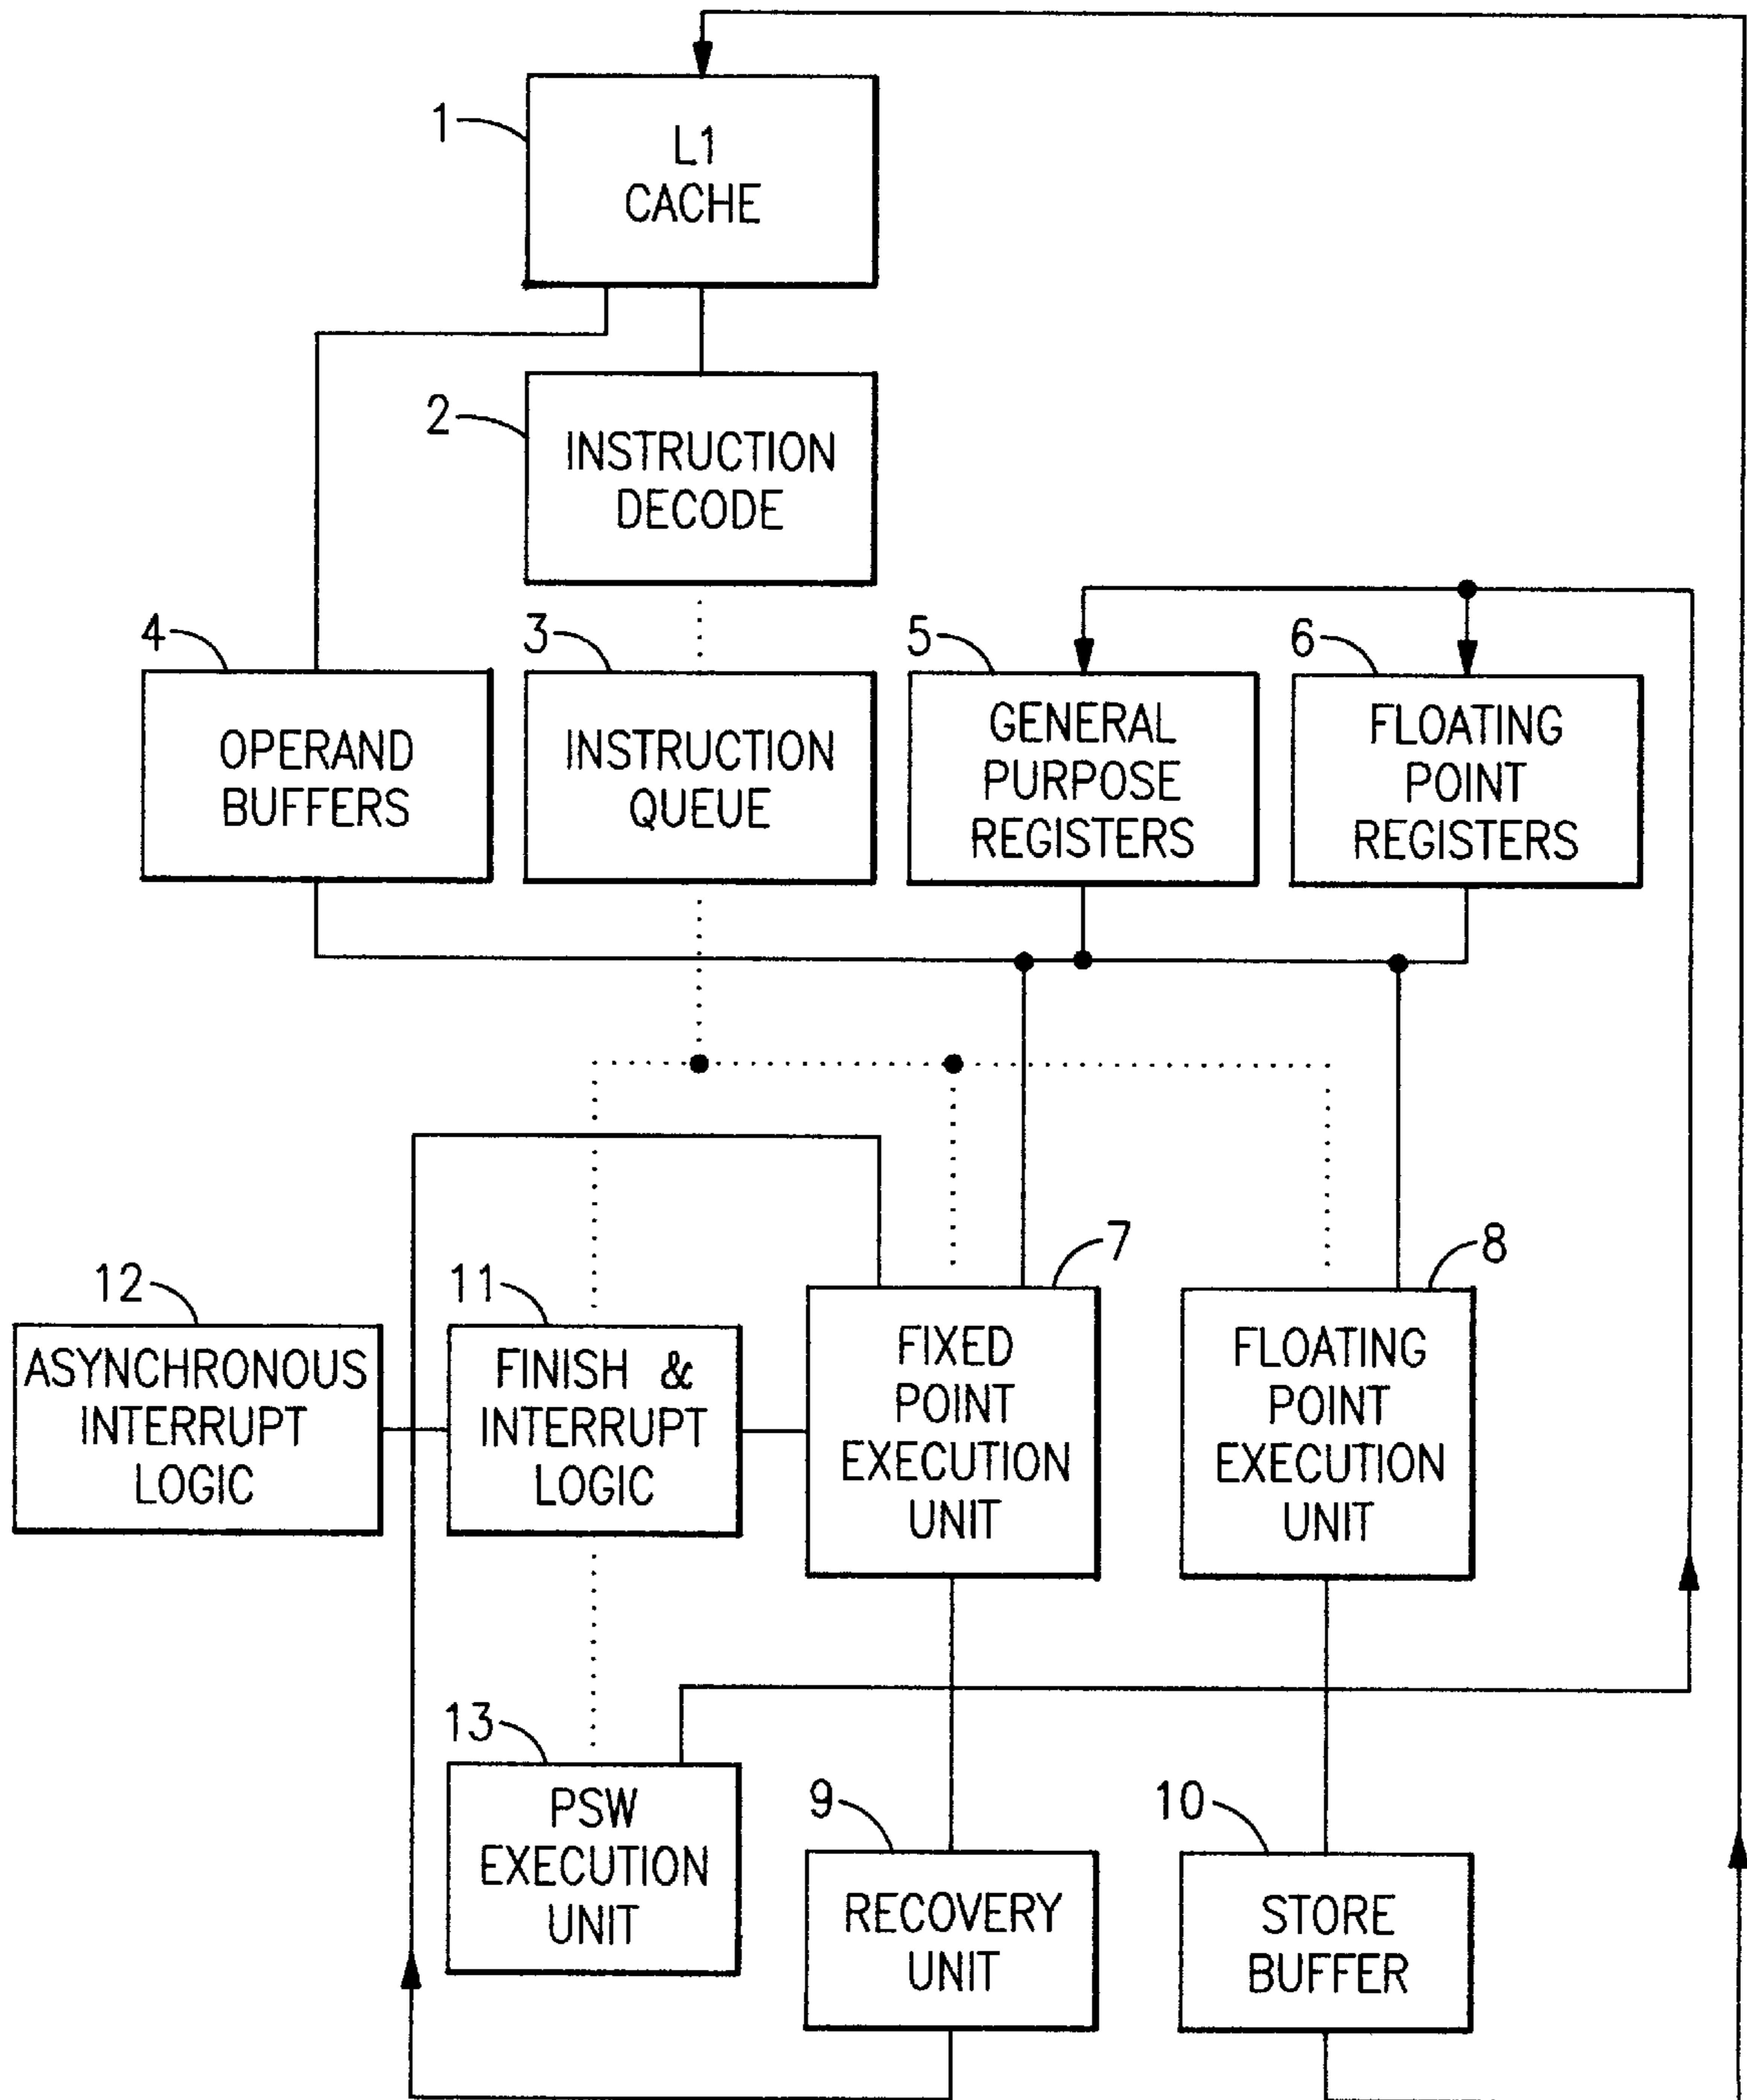 1
L1
CACHE
2
INSTRUCTION
DECODE
4
OPERAND
BUFFERS
3
INSTRUCTION
QUEUE
5
GENERAL
PURPOSE
REGISTERS
6
FLOATING
POINT
REGISTERS
12
ASYNCHRONOUS
INTERRUPT
LOGIC
11
FINISH &
INTERRUPT
LOGIC
7
FIXED
POINT
EXECUTION
UNIT
8
FLOATING
POINT
EXECUTION
UNIT
13
PSW
EXECUTION
UNIT
9
RECOVERY
UNIT
10
STORE
BUFFER